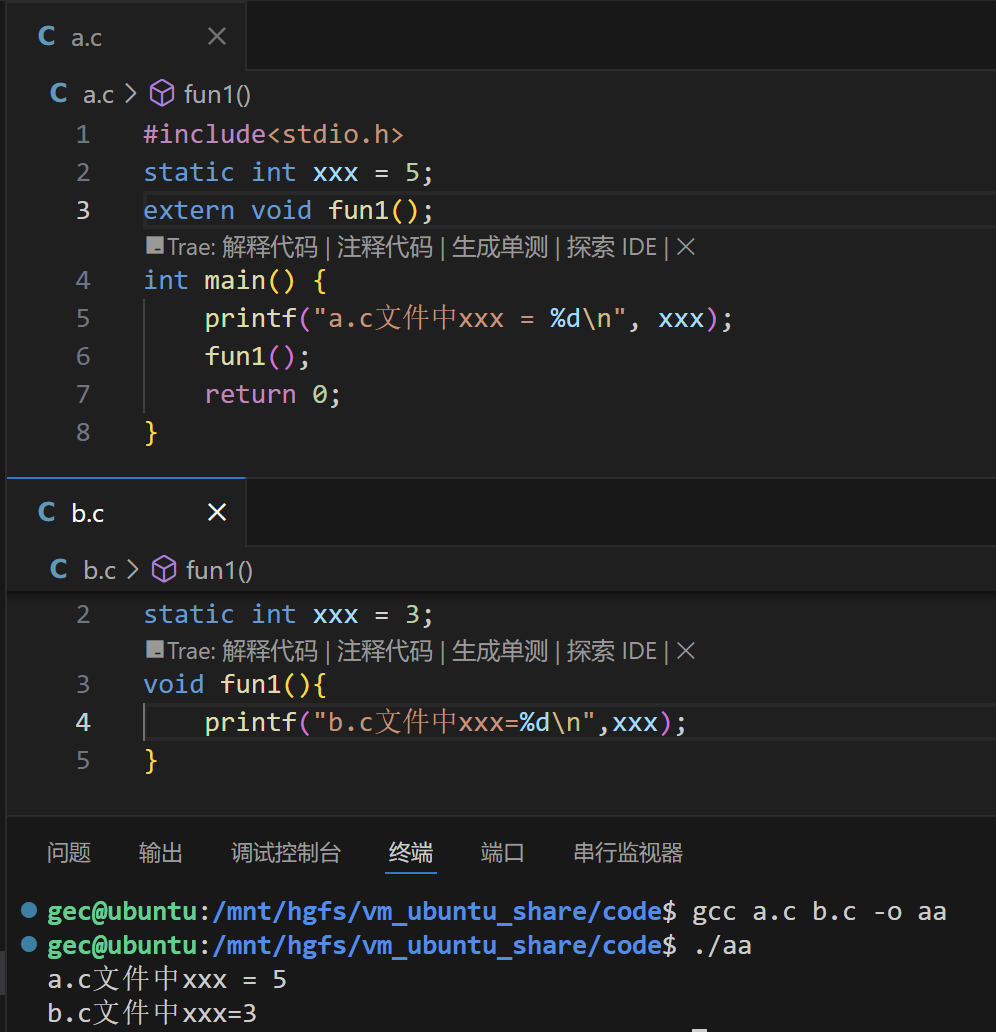 C a.c ×
C a.c > fun1()
1 #include<stdio.h>
2 static int xxx = 5;
3 extern void fun1();
Trae: 解释代码 | 注释代码 | 生成单测 | 探索 IDE | ×
4 int main() {
5 printf("a.c文件中xxx = %d\n", xxx);
6 fun1();
7 return 0;
8 }
C b.c ×
C b.c > fun1()
2 static int xxx = 3;
Trae: 解释代码 | 注释代码 | 生成单测 | 探索 IDE | ×
3 void fun1(){
4 printf("b.c文件中xxx=%d\n",xxx);
5 }
问题 输出 调试控制台 终端 端口 串行监视器
gec@ubuntu:/mnt/hgfs/vm_ubuntu_share/code$ gcc a.c b.c -o aa
gec@ubuntu:/mnt/hgfs/vm_ubuntu_share/code$ ./aa
a.c文件中xxx = 5
b.c文件中xxx=3